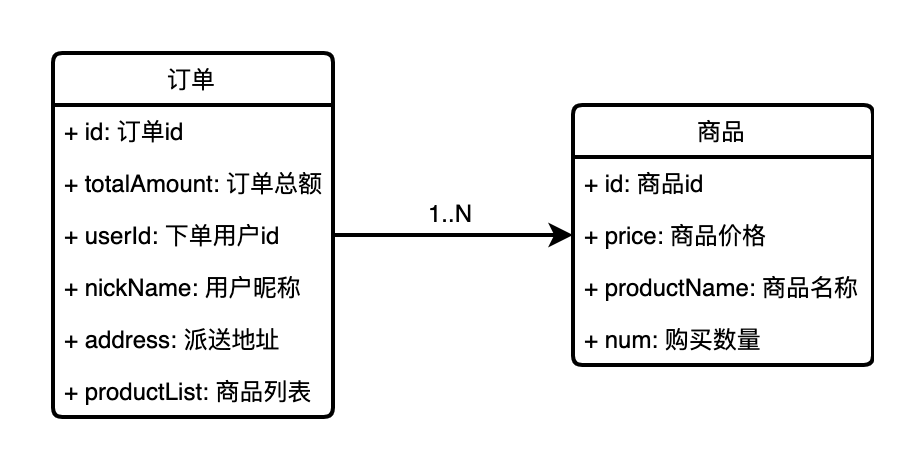 订单
+ id: 订单id
+ totalAmount: 订单总额
+ userId: 下单用户id
+ nickName: 用户昵称
+ address: 派送地址
+ productList: 商品列表
1..N
商品
+ id: 商品id
+ price: 商品价格
+ productName: 商品名称
+ num: 购买数量